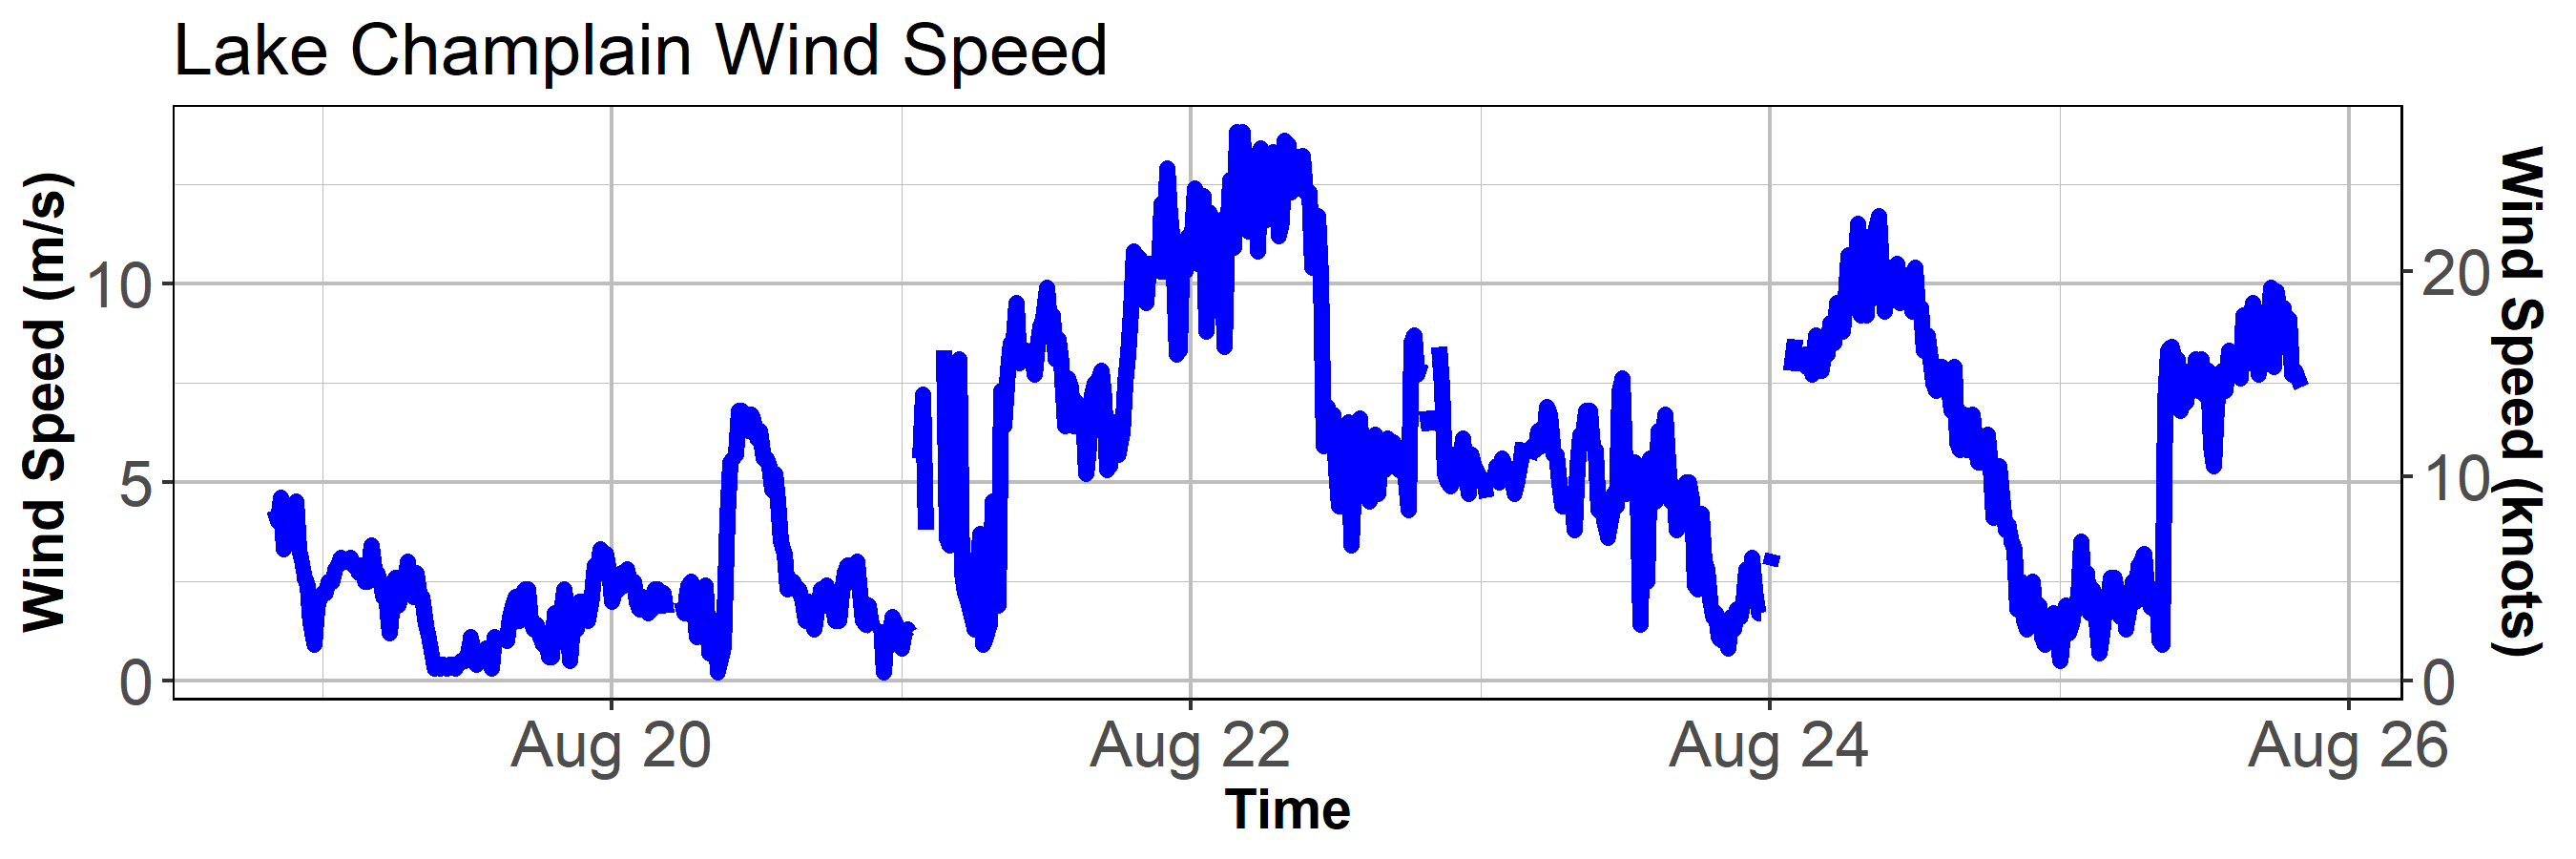 Lake Champlain Wind Speed
Wind Speed (m/s)
10
5
0
20
10
0
Wind Speed (knots)
Aug 20 Aug 22 Aug 24 Aug 26
Time